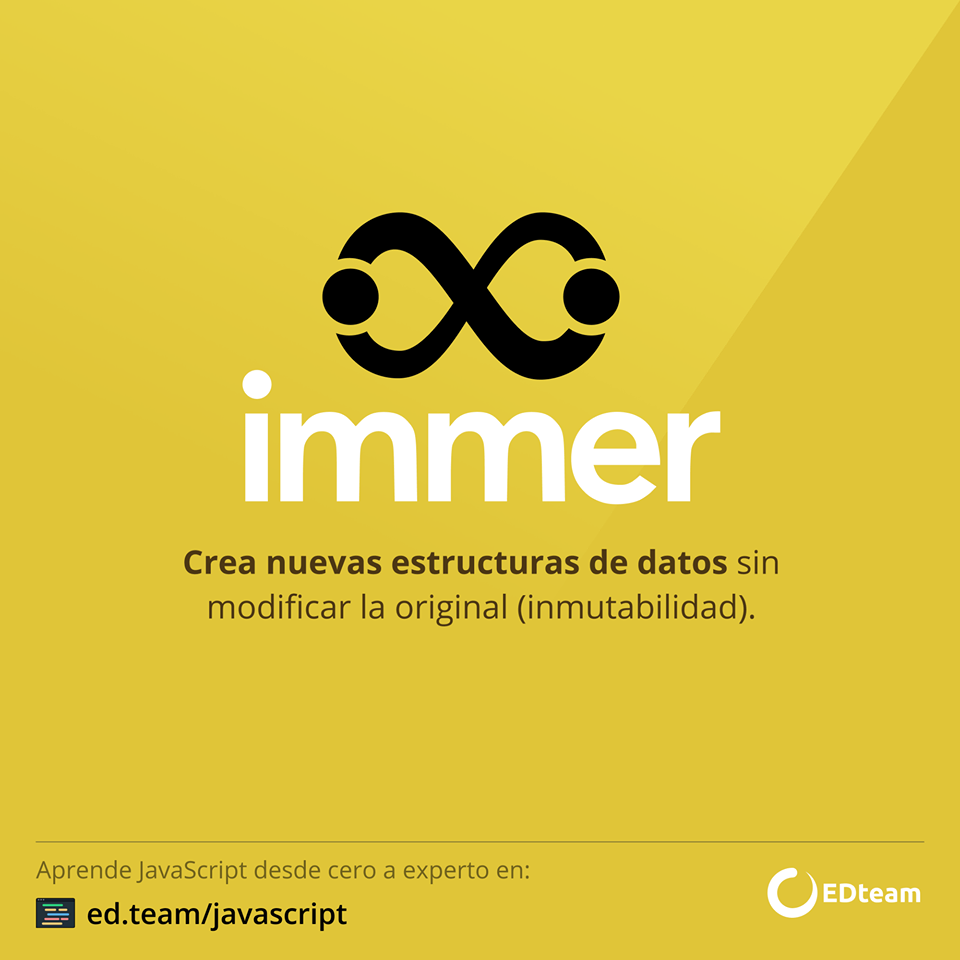 immer
Crea nuevas estructuras de datos sin
modificar la original (inmutabilidad).
Aprende JavaScript desde cero a experto en:
ed.team/javascript
EDteam